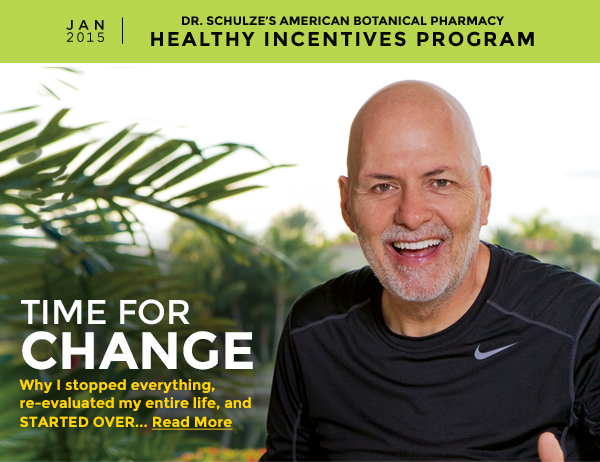 JAN
2015
DR. SCHULZE'S AMERICAN BOTANICAL PHARMACY
HEALTHY INCENTIVES PROGRAM
TIME FOR
CHANGE
Why I stopped everything,
re-evaluated my entire life, and
STARTED OVER... Read More